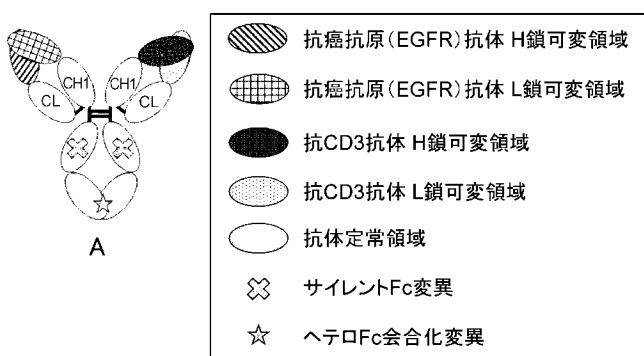 CH1
CH1
CL
CL
A
抗癌抗原(EGFR)抗体 H鎖可変領域
抗癌抗原(EGFR)抗体 L鎖可変領域
抗CD3抗体 H鎖可変領域
抗CD3抗体 L鎖可変領域
抗体定常領域
サイレントFc変異
ヘテロFc会合化変異